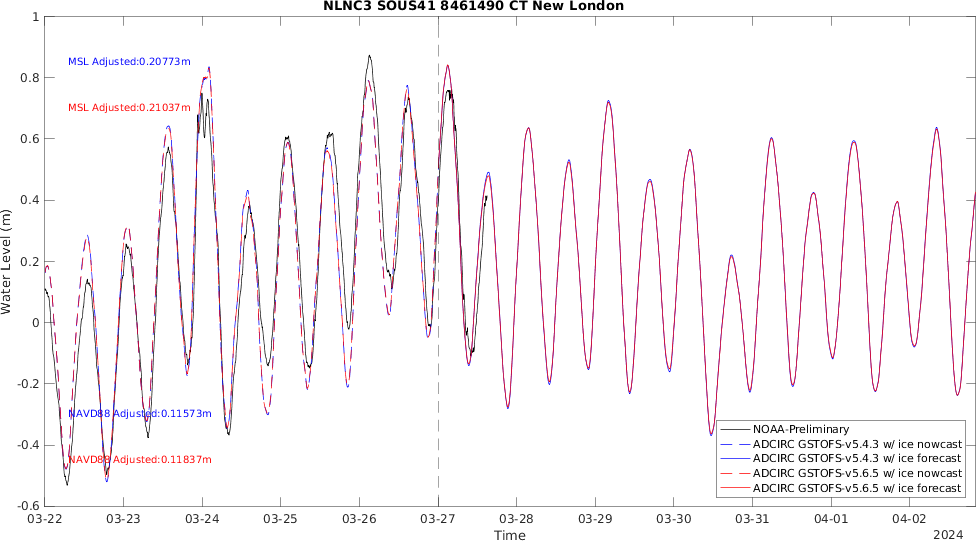 NLNC3 SOUS41 8461490 CT New London
1
0.8
0.6
0.4
0.2
0
-0.2
-0.4
-0.6
Water Level (m)
MSL Adjusted:0.20773m
MSL Adjusted:0.21037m
NAVD88 Adjusted:0.11573m
NAVD88 Adjusted:0.11837m
NOAA-Preliminary
ADCIRC GSTOFS-v5.4.3 w/ ice nowcast
ADCIRC GSTOFS-v5.4.3 w/ ice forecast
ADCIRC GSTOFS-v5.6.5 w/ ice nowcast
ADCIRC GSTOFS-v5.6.5 w/ ice forecast
03-22 03-23 03-24 03-25 03-26 03-27 03-28 03-29 03-30 03-31 04-01 04-02
Time
2024